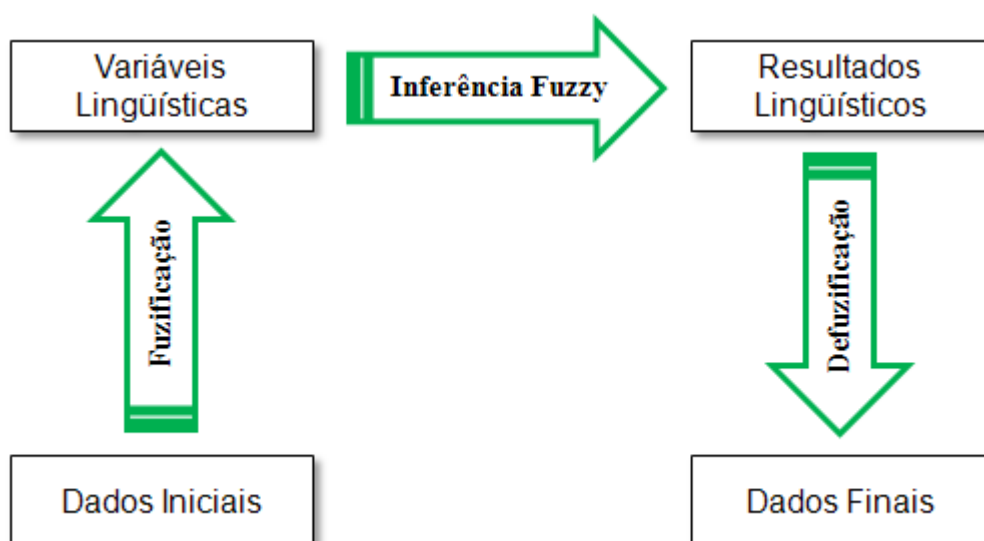 Variáveis
Lingüísticas
Inferência Fuzzy
Resultados
Lingüísticos
Fuzificação
Defuzificação
Dados Iniciais
Dados Finais